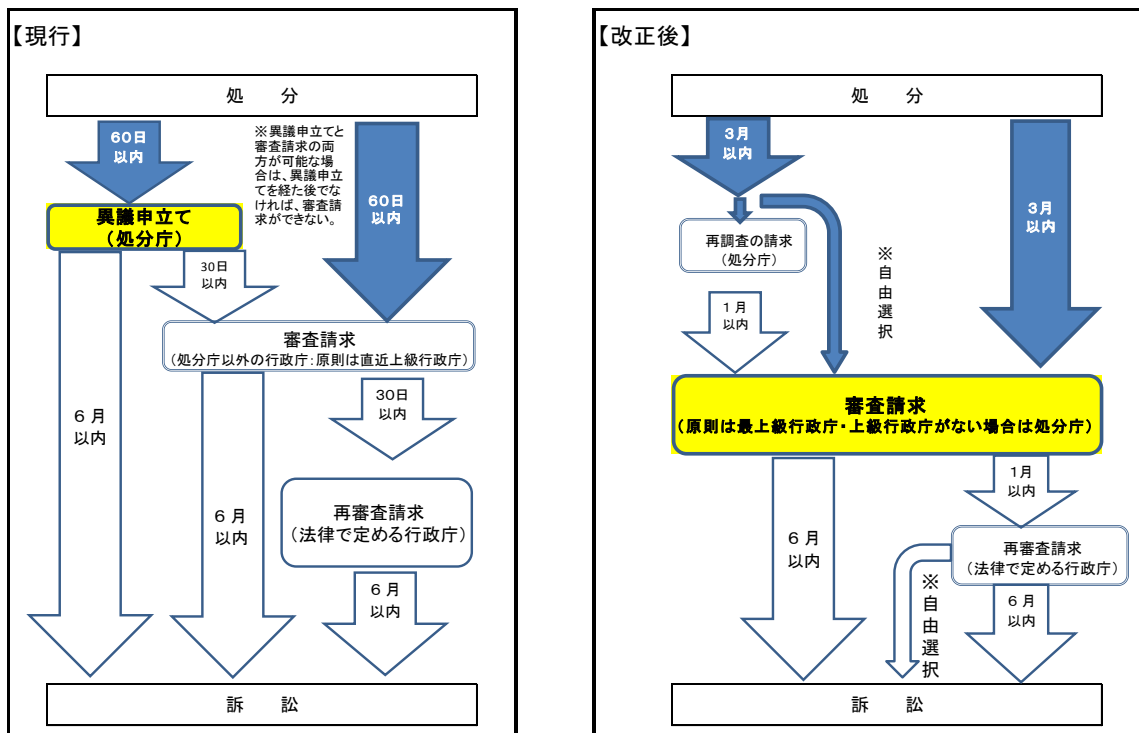 【現行】
処　分
60日
以内
※異議申立てと
審査請求の両
方が可能な場
合は、異議申立
てを経た後でな
ければ、審査請
求ができない。
60日
以内
異議申立て
(処分庁)
30日
以内
審査請求
(処分庁以外の行政庁:原則は直近上級行政庁)
6月
以内
30日
以内
6月
以内
再審査請求
(法律で定める行政庁)
6月
以内
訴　訟
【改正後】
処　分
3月
以内
3月
以内
再調査の請求
(処分庁)
※自由選択
1月
以内
審査請求
(原則は最上級行政庁・上級行政庁がない場合は処分庁)
1月
以内
6月
以内
再審査請求
(法律で定める行政庁)
※自由選択
6月
以内
訴　訟